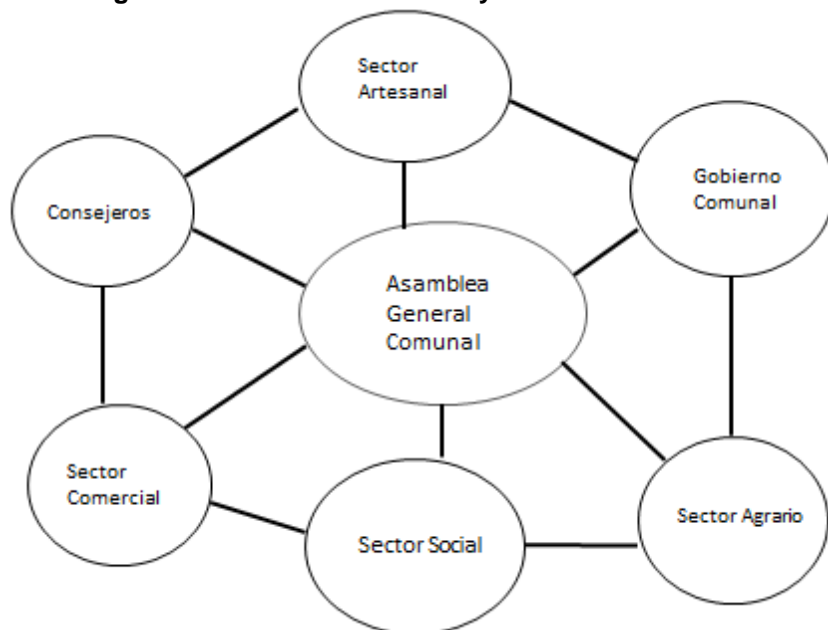 Sector
Artesanal
Gobierno
Comunal
Consejeros
Asamblea
General
Comunal
Sector
Comercial
Sector Social
Sector Agrario